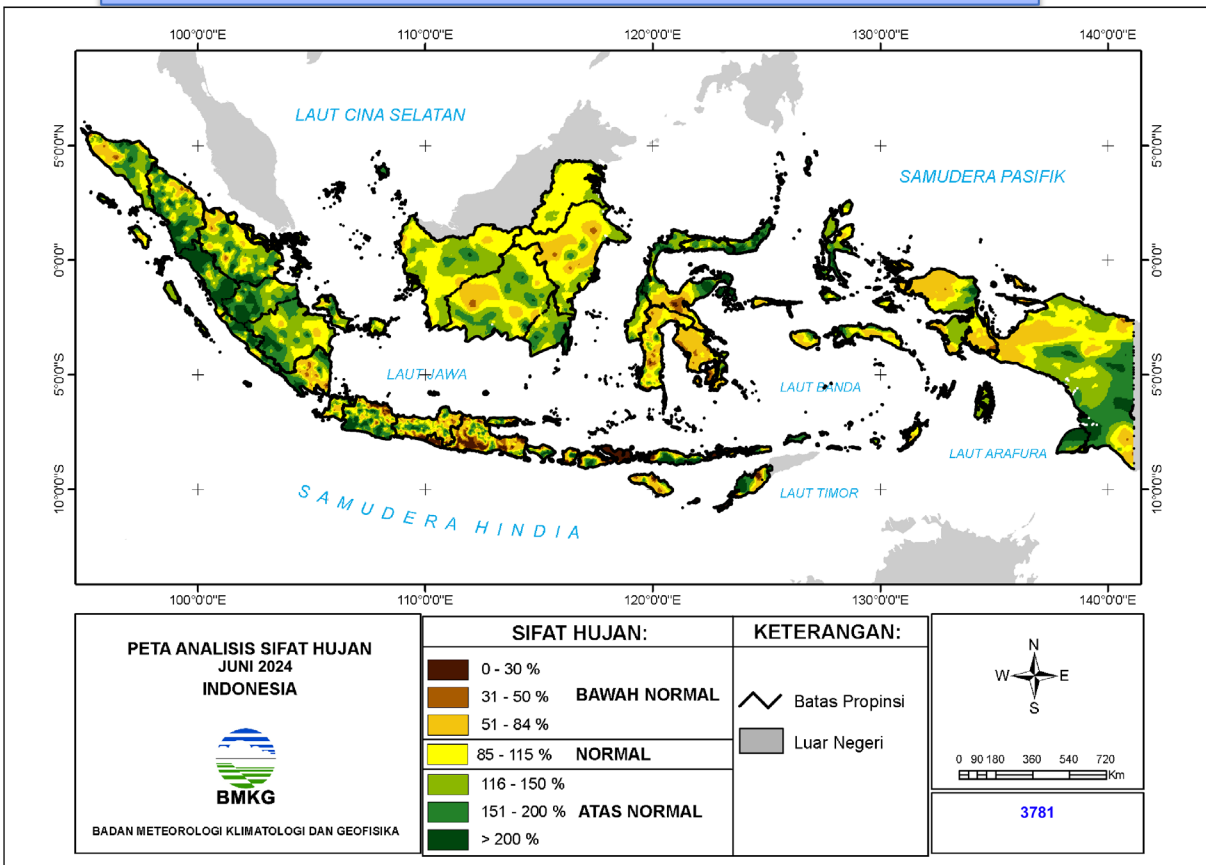 100°0'0"E 110°0'0"E 120°0'0"E 130°0'0"E 140°0'0"E
5°0'0"N
5°0'0"N
LAUT CINA SELATAN
SAMUDERA PASIFIK
0°0'0"
0°0'0"
5°0'0"S
5°0'0"S
LAUT JAWA
LAUT BANDA
LAUT ARAFURA
10°0'0"S
10°0'0"S
LAUT TIMOR
SAMUDERA HINDIA
100°0'0"E 110°0'0"E 120°0'0"E 130°0'0"E 140°0'0"E
PETA ANALISIS SIFAT HUJAN
JUNI 2024
INDONESIA
BMKG
BADAN METEOROLOGI KLIMATOLOGI DAN GEOFISIKA
SIFAT HUJAN:
0 - 30 %
31 - 50 % BAWAH NORMAL
51 - 84 %
85 - 115 % NORMAL
116 - 150 %
151 - 200 % ATAS NORMAL
> 200 %
KETERANGAN:
Batas Propinsi
Luar Negeri
N
W E
S
0 90 180 360 540 720
Km
3781